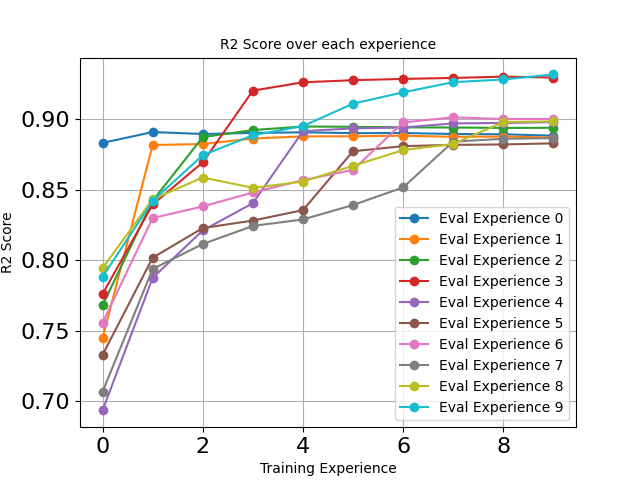 R2 Score over each experience
R2 Score
0.90
0.85
0.80
0.75
0.70
0
2
4
6
8
Training Experience
Eval Experience 0
Eval Experience 1
Eval Experience 2
Eval Experience 3
Eval Experience 4
Eval Experience 5
Eval Experience 6
Eval Experience 7
Eval Experience 8
Eval Experience 9